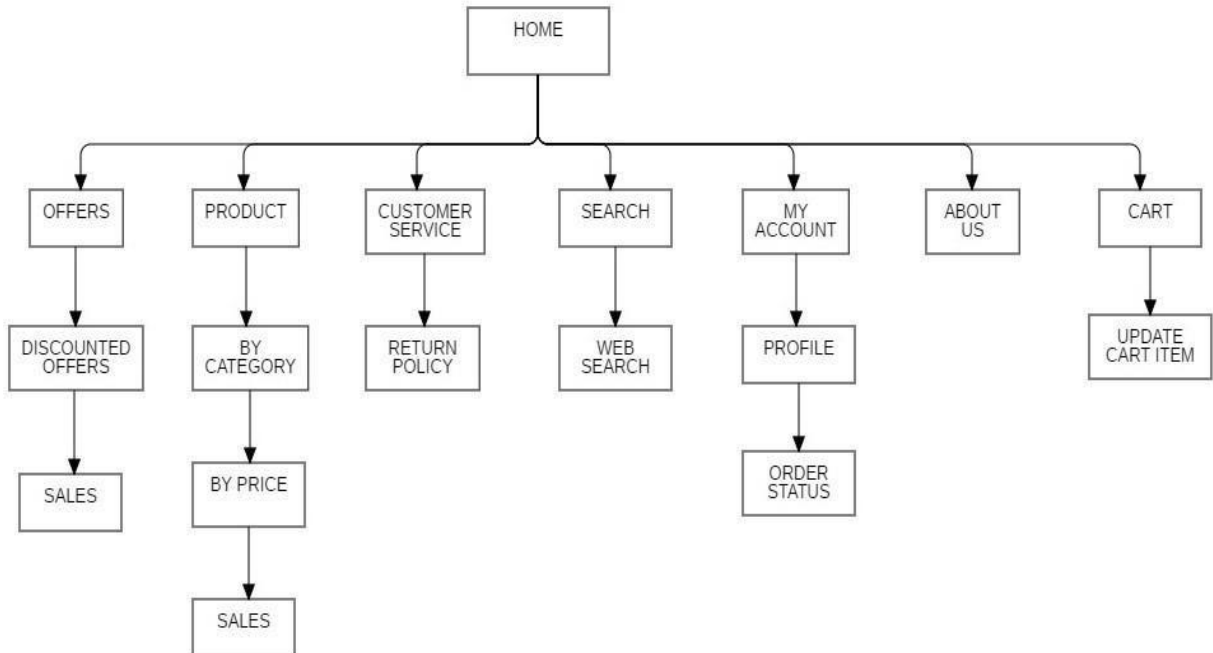 HOME
OFFERS
PRODUCT
CUSTOMER
SERVICE
SEARCH
MY
ACCOUNT
ABOUT
US
CART
DISCOUNTED
OFFERS
BY
CATEGORY
RETURN
POLICY
WEB
SEARCH
PROFILE
UPDATE
CART ITEM
SALES
BY PRICE
ORDER
STATUS
SALES